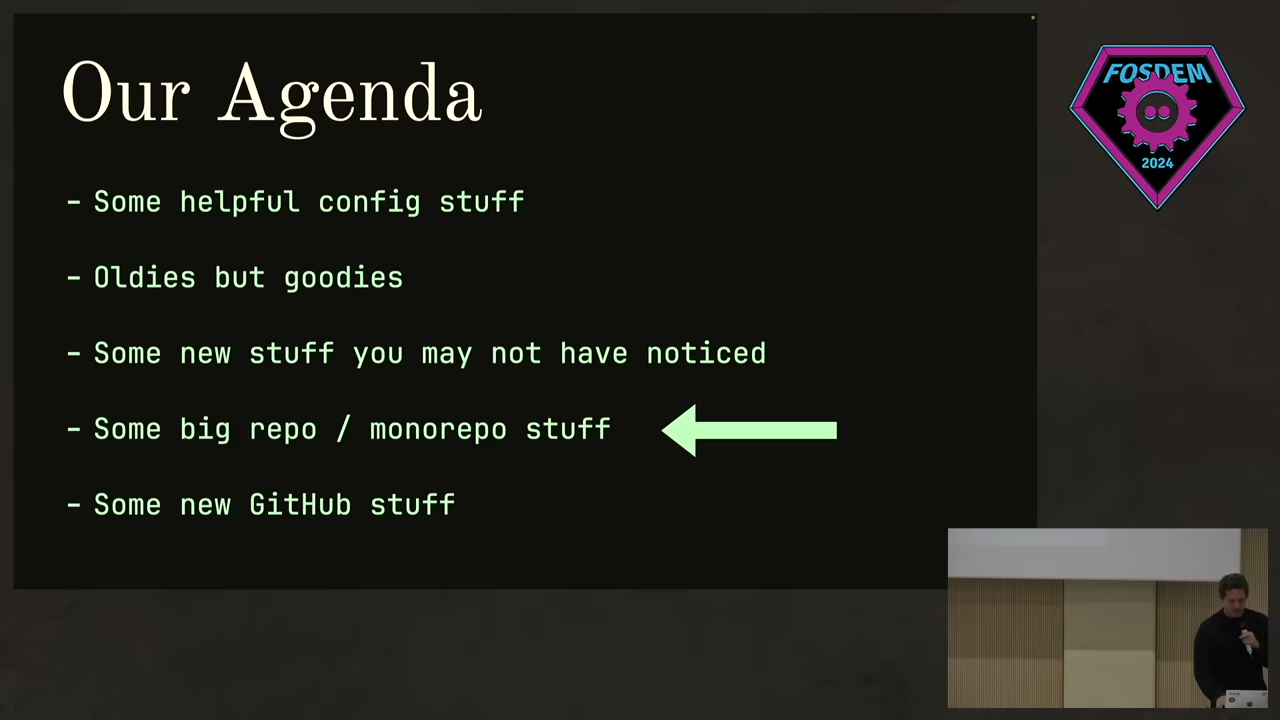 Our Agenda
- Some helpful config stuff
- Oldies but goodies
- Some new stuff you may not have noticed
- Some big repo / monorepo stuff
- Some new GitHub stuff
FOSDEM
2024